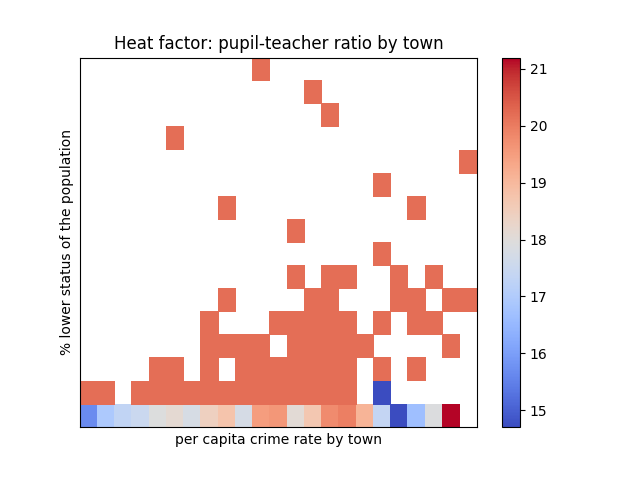 Heat factor: pupil-teacher ratio by town
% lower status of the population
per capita crime rate by town
21
20
19
18
17
16
15